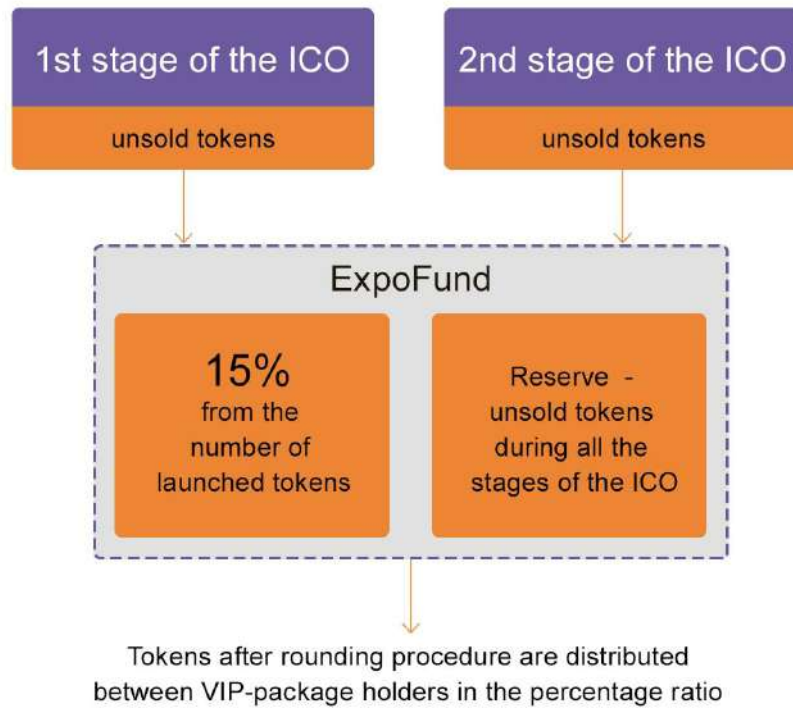 1st stage of the ICO
unsold tokens
2nd stage of the ICO
unsold tokens
ExpoFund
15%
from the
number of
launched tokens
Reserve -
unsold tokens
during all the
stages of the ICO
Tokens after rounding procedure are distributed
between VIP-package holders in the percentage ratio